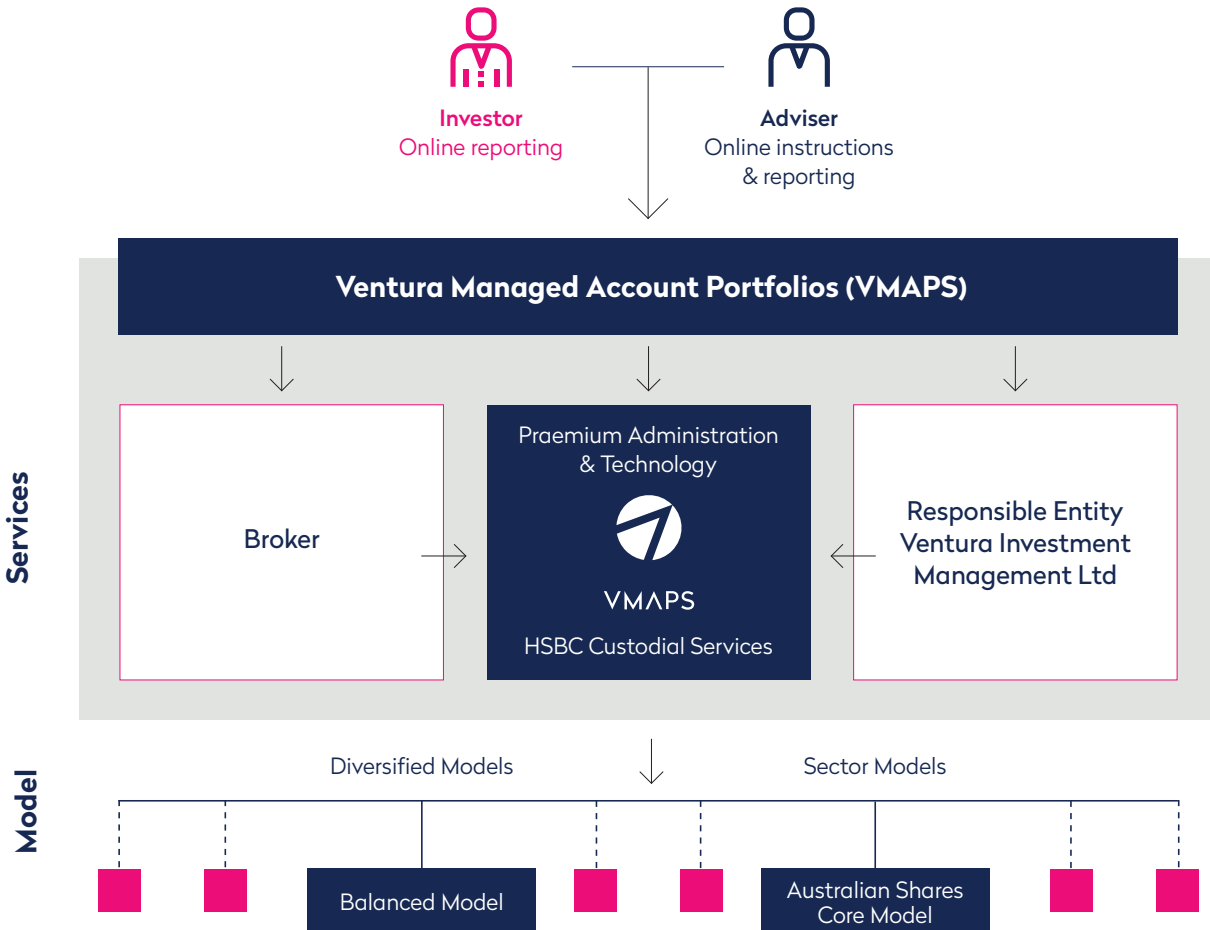 Investor
Online reporting
Adviser
Online instructions
& reporting
Ventura Managed Account Portfolios (VMAPS)
Services
Broker
Praemium Administration
& Technology
VMAPS
HSBC Custodial Services
Responsible Entity
Ventura Investment
Management Ltd
Model
Diversified Models
Sector Models
Balanced Model
Australian Shares
Core Model